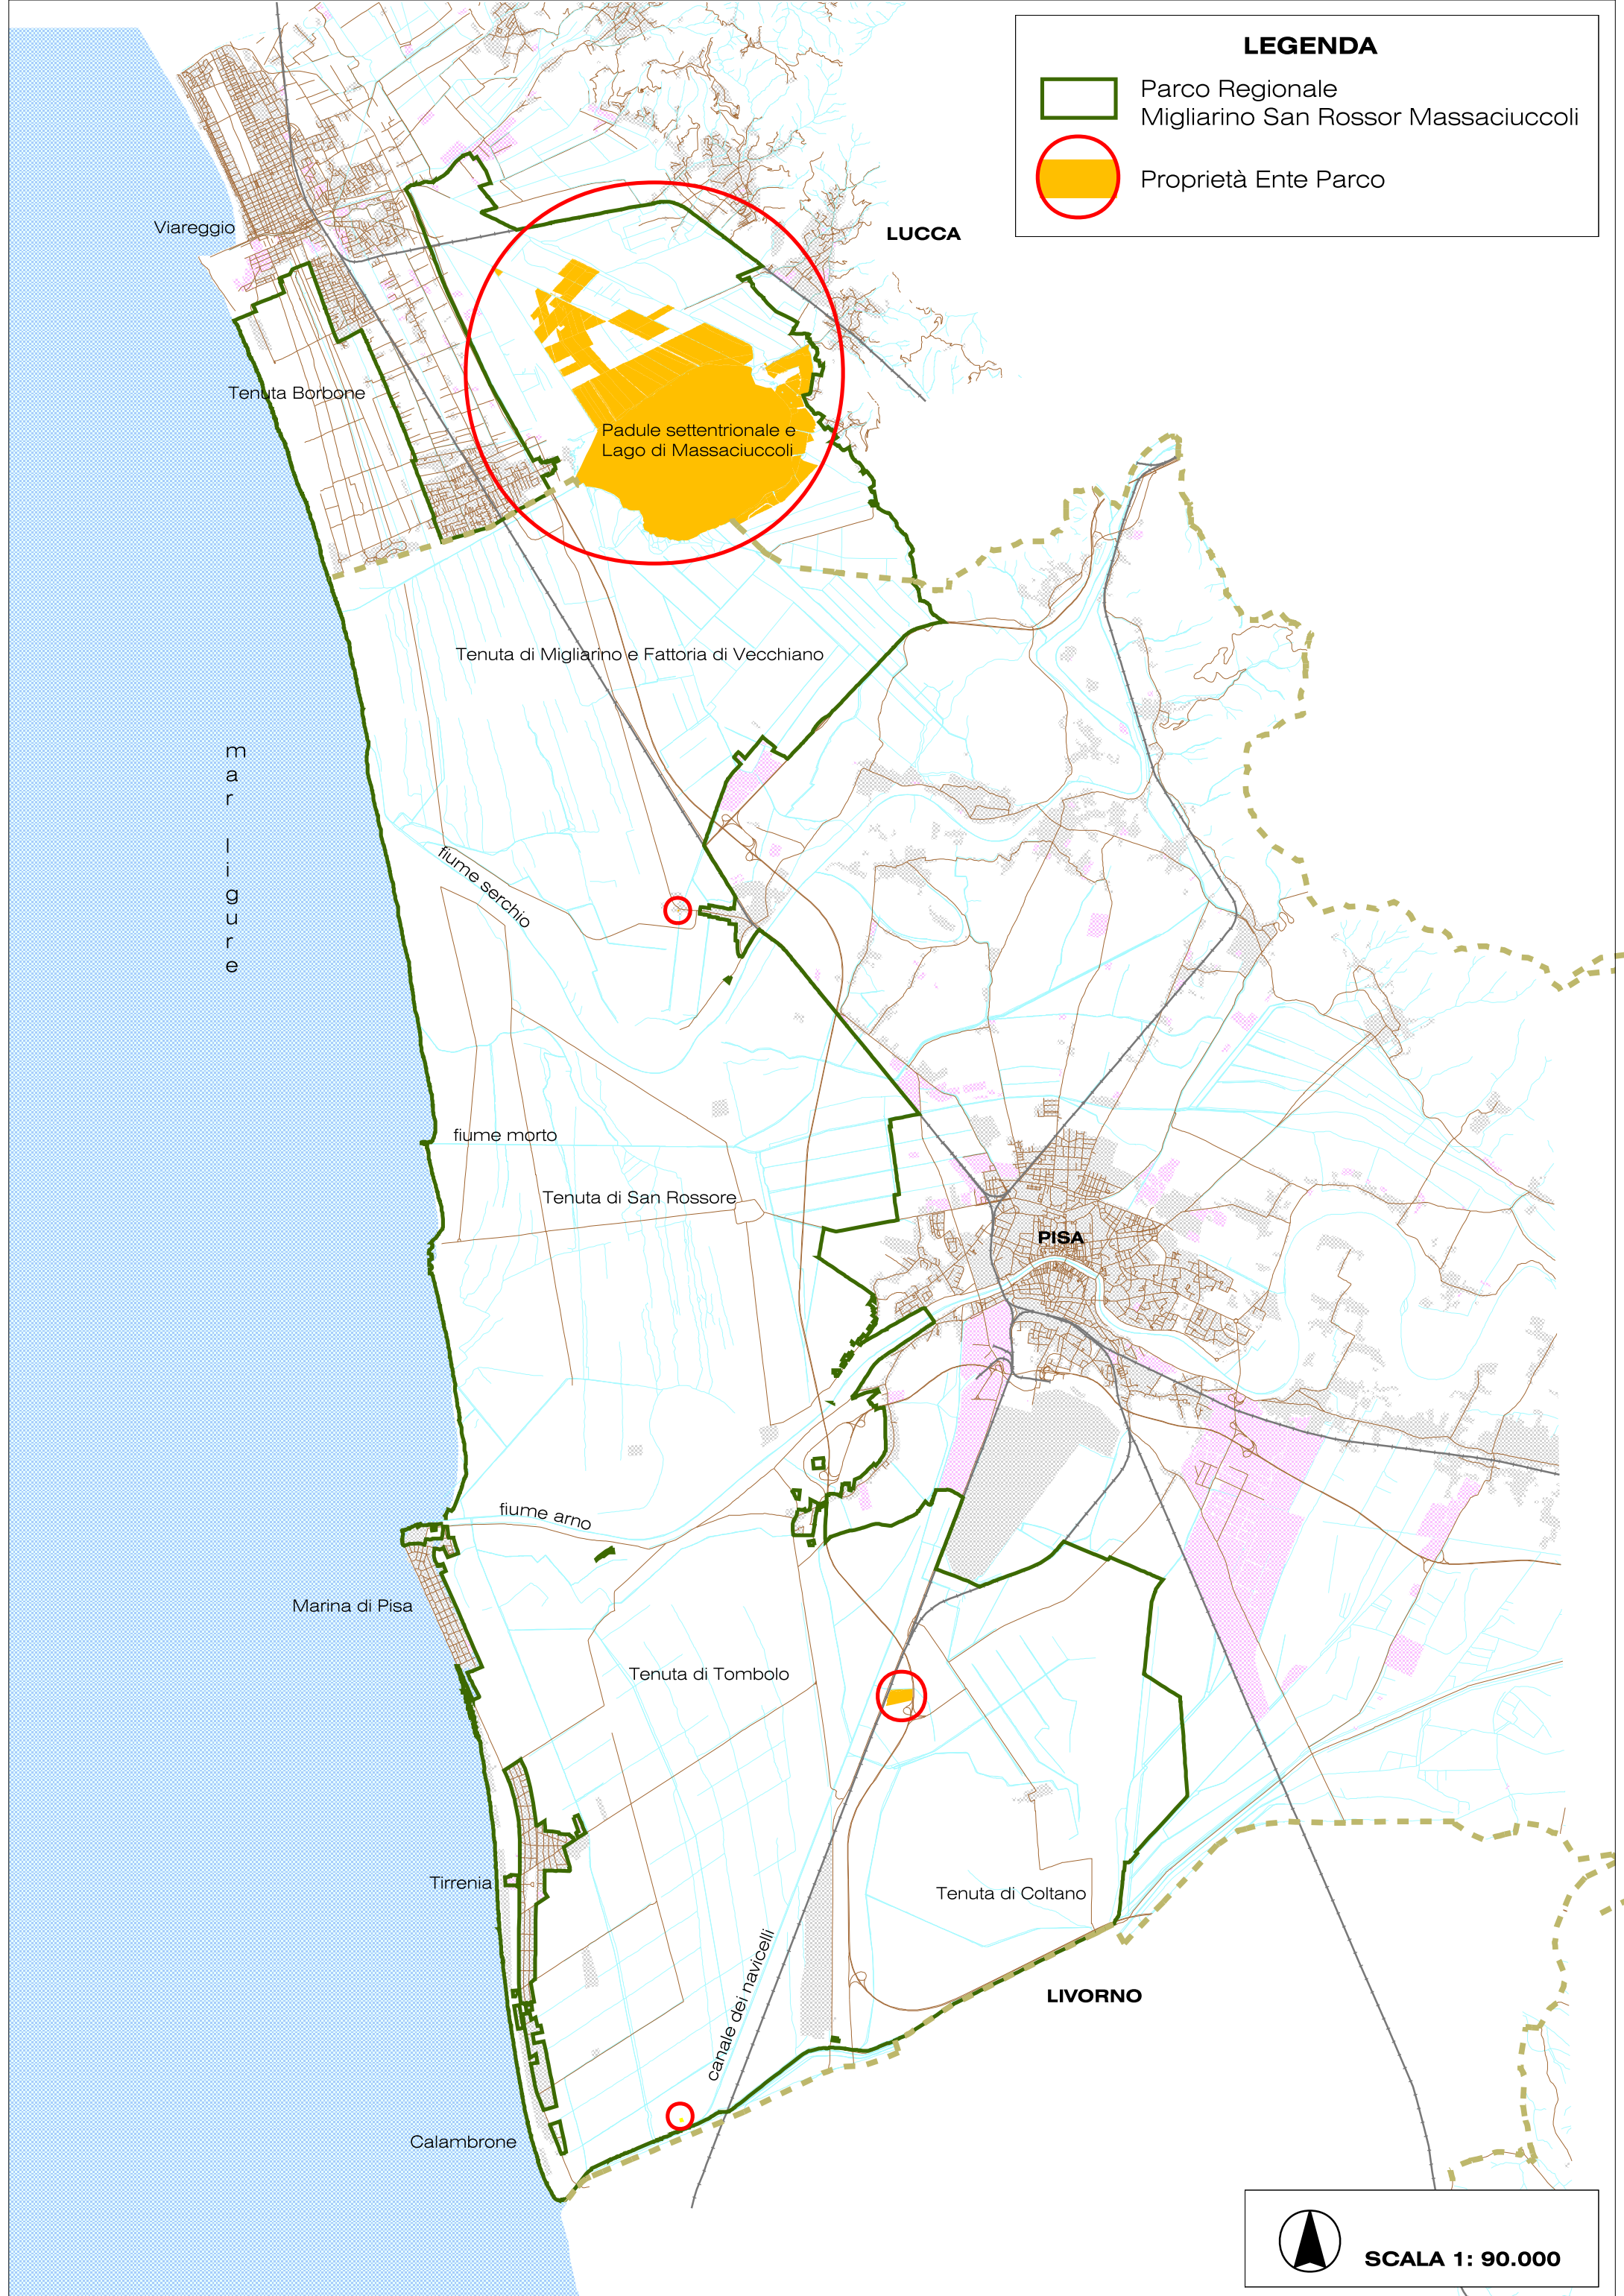 LEGENDA
Parco Regionale
Migliarino San Rossor Massaciuccoli
Proprietà Ente Parco
Viareggio
LUCCA
Tenuta Borbone
Padule settentrionale e
Lago di Massaciuccoli
Tenuta di Migliarino e Fattoria di Vecchiano
mar ligure
fiume serchio
fiume morto
Tenuta di San Rossore
PISA
fiume arno
Marina di Pisa
Tenuta di Tombolo
Tirrenia
Tenuta di Coltano
canale dei navicelli
LIVORNO
Calambrone
SCALA 1: 90.000